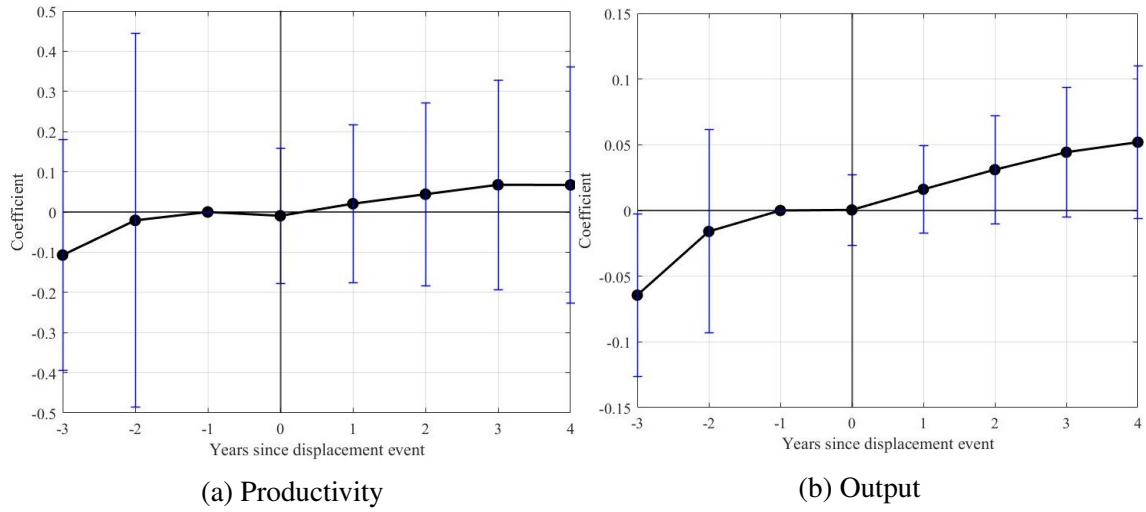 0.5
0.4
0.3
0.2
0.1
0
-0.1
-0.2
-0.3
-0.4
-0.5
Coefficient
-3 -2 -1 0 1 2 3 4
Years since displacement event
(a) Productivity
0.15
0.1
0.05
0
-0.05
-0.1
-0.15
Coefficient
-3 -2 -1 0 1 2 3 4
Years since displacement event
(b) Output